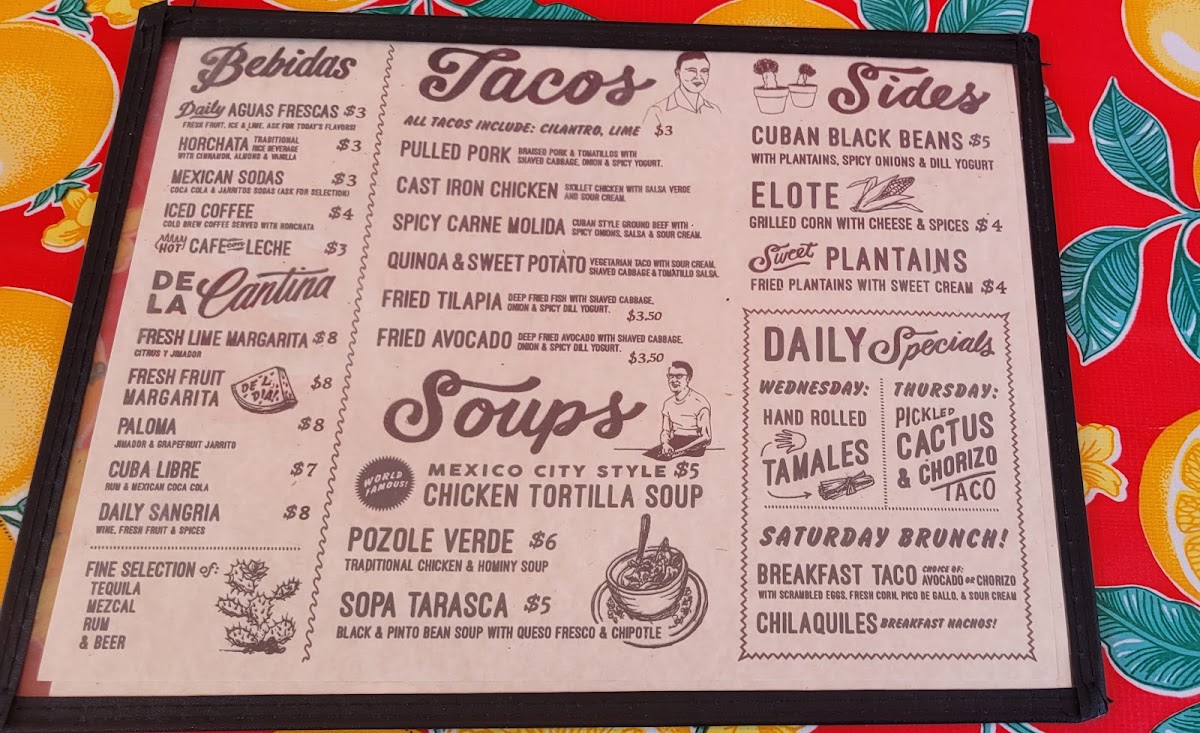 Bebidas
Daily AGUAS FRESCAS $3
FRESH FRUIT, ICE & LIME. ASK FOR TODAY'S FLAVORS!
HORCHATA TRADITIONAL RICE BEVERAGE $3
WITH CINNAMON, ALMOND & VANILLA
MEXICAN SODAS $3
COCA COLA & JARRITOS SODAS (ASK FOR SELECTION)
ICED COFFEE $4
COLD BREW COFFEE SERVED WITH HORCHATA
HOT! CAFE CON LECHE $3
DE LA Cantina
FRESH LIME MARGARITA $8
CITRUS Y JIMADOR
FRESH FRUIT
MARGARITA $8
DE'L DIA!
PALOMA $8
JIMADOR & GRAPEFRUIT JARRITO
CUBA LIBRE $7
RUM & MEXICAN COCA COLA
DAILY SANGRIA $8
WINE, FRESH FRUIT & SPICES
FINE SELECTION of:
TEQUILA
MEZCAL
RUM
& BEER
Tacos
ALL TACOS INCLUDE: CILANTRO, LIME $3
PULLED PORK BRAISED PORK & TOMATILLOS WITH
SHAVED CABBAGE, ONION & SPICY YOGURT.
CAST IRON CHICKEN SKILLET CHICKEN WITH SALSA VERDE
AND SOUR CREAM.
SPICY CARNE MOLIDA CUBAN STYLE GROUND BEEF WITH
SPICY ONIONS, SALSA & SOUR CREAM.
QUINOA & SWEET POTATO VEGETARIAN TACO WITH SOUR CREAM,
SHAVED CABBAGE & TOMATILLO SALSA.
FRIED TILAPIA DEEP FRIED FISH WITH SHAVED CABBAGE,
ONION & SPICY DILL YOGURT.
$3.50
FRIED AVOCADO DEEP FRIED AVOCADO WITH SHAVED CABBAGE,
ONION & SPICY DILL YOGURT.
$3.50
Soups
WORLD FAMOUS!
MEXICO CITY STYLE $5
CHICKEN TORTILLA SOUP
POZOLE VERDE $6
TRADITIONAL CHICKEN & HOMINY SOUP
SOPA TARASCA $5
BLACK & PINTO BEAN SOUP WITH QUESO FRESCO & CHIPOTLE
Sides
CUBAN BLACK BEANS $5
WITH PLANTAINS, SPICY ONIONS & DILL YOGURT
ELOTE
GRILLED CORN WITH CHEESE & SPICES $4
Sweet PLANTAINS
FRIED PLANTAINS WITH SWEET CREAM $4
DAILY Specials
WEDNESDAY:
HAND ROLLED
TAMALES
THURSDAY:
PICKLED
CACTUS
& CHORIZO
TACO
SATURDAY BRUNCH!
BREAKFAST TACO CHOICE OF:
AVOCADO OR CHORIZO
WITH SCRAMBLED EGGS, FRESH CORN, PICO DE GALLO, & SOUR CREAM
CHILAQUILES BREAKFAST NACHOS!